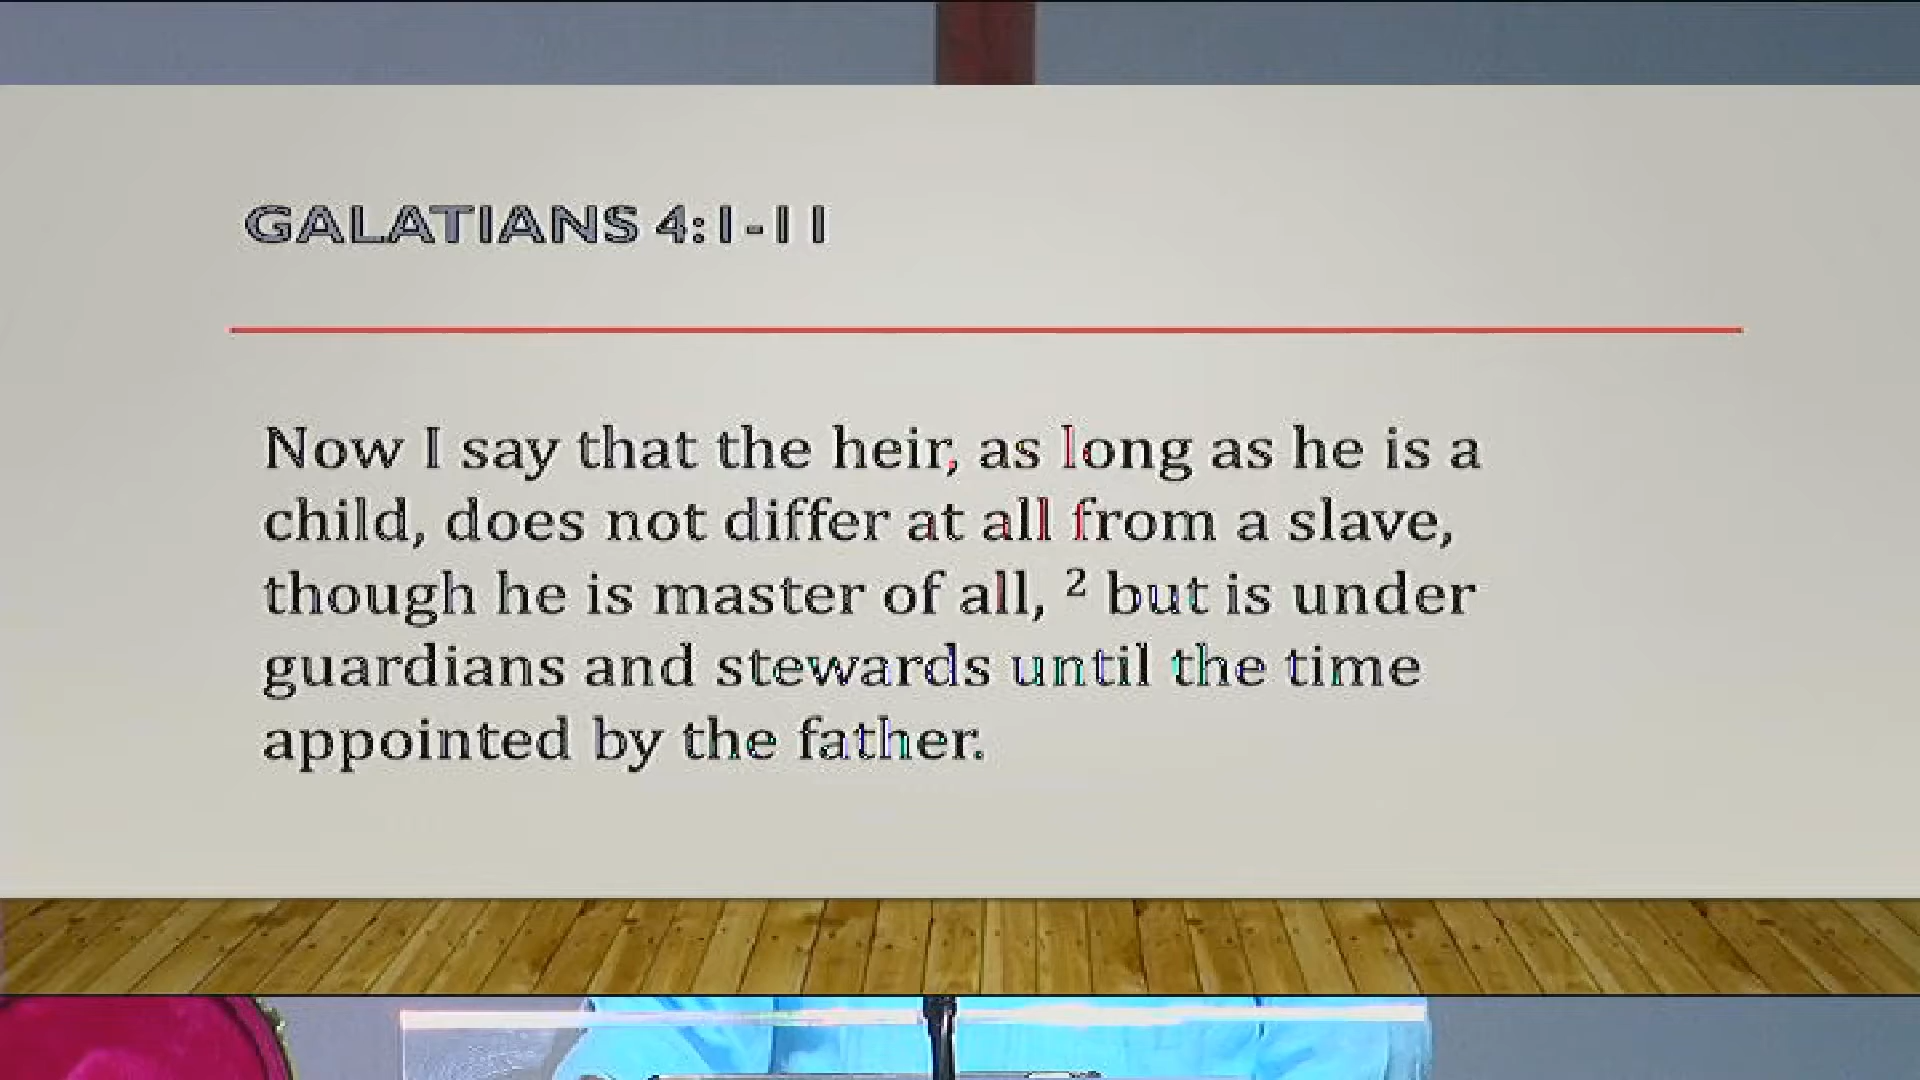 GALATIANS 4:1-11
Now I say that the heir, as long as he is a
child, does not differ at all from a slave,
though he is master of all, ² but is under
guardians and stewards until the time
appointed by the father.